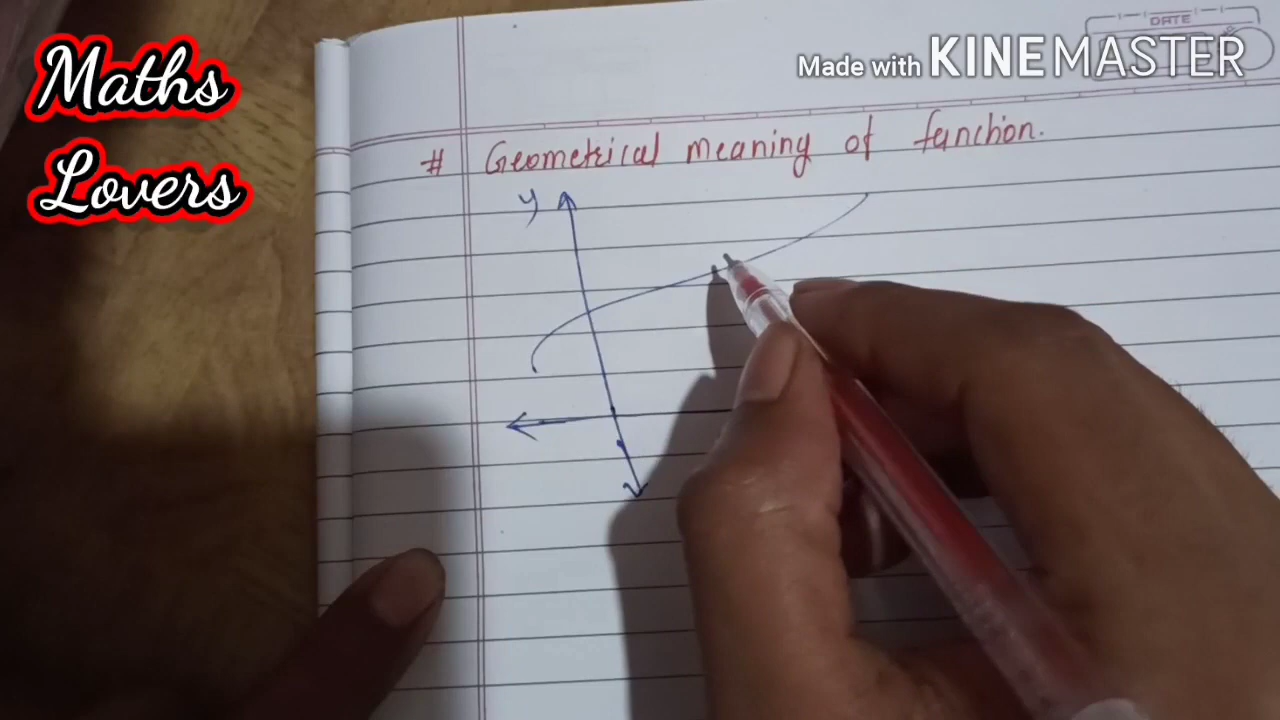 Maths
Lovers
Made with KINEMASTER
DATE
# Geometrical meaning of function.
y